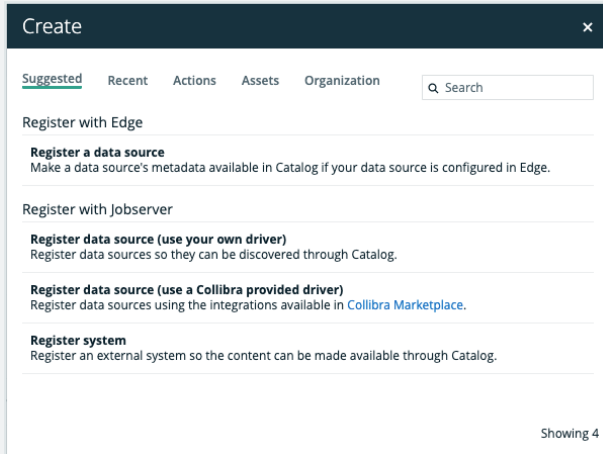 Create
×
Suggested Recent Actions Assets Organization Search
Register with Edge
Register a data source
Make a data source's metadata available in Catalog if your data source is configured in Edge.
Register with Jobserver
Register data source (use your own driver)
Register data sources so they can be discovered through Catalog.
Register data source (use a Collibra provided driver)
Register data sources using the integrations available in Collibra Marketplace.
Register system
Register an external system so the content can be made available through Catalog.
Showing 4